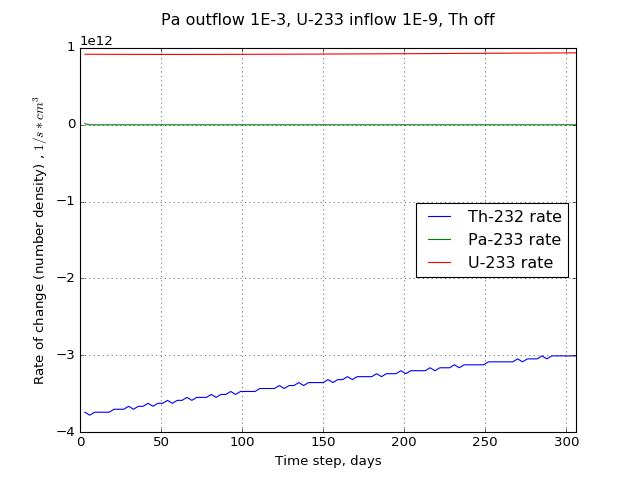 Pa outflow 1E-3, U-233 inflow 1E-9, Th off
1e12
1
0
−1
−2
−3
−4
0 50 100 150 200 250 300
Rate of change (number density) , 1/s * cm³
Time step, days
Th-232 rate
Pa-233 rate
U-233 rate